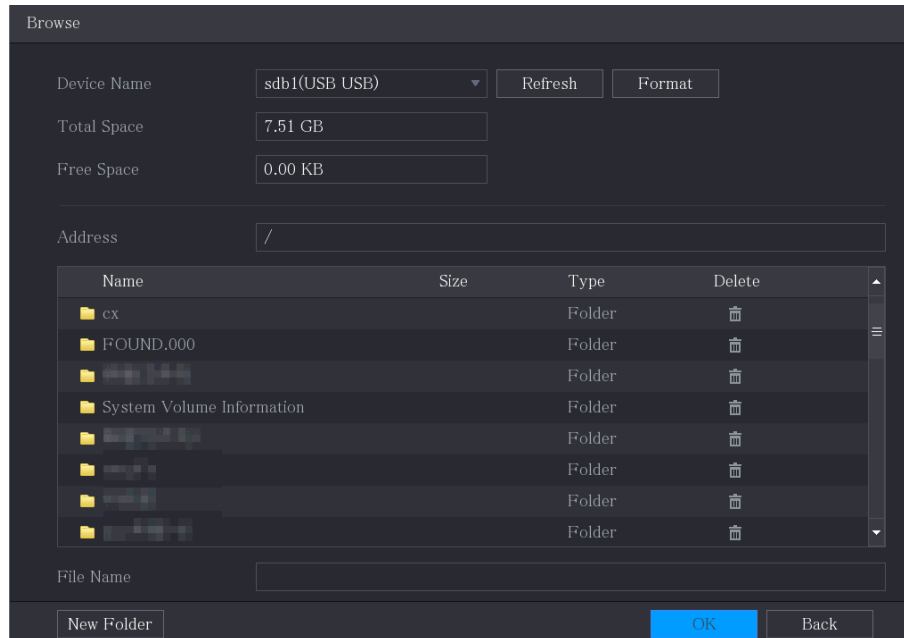 Browse
Device Name sdb1(USB USB) Refresh Format
Total Space 7.51 GB
Free Space 0.00 KB
Address /
Name Size Type Delete
cx Folder
FOUND.000 Folder
Folder
System Volume Information Folder
Folder
Folder
Folder
Folder
File Name
New Folder OK Back